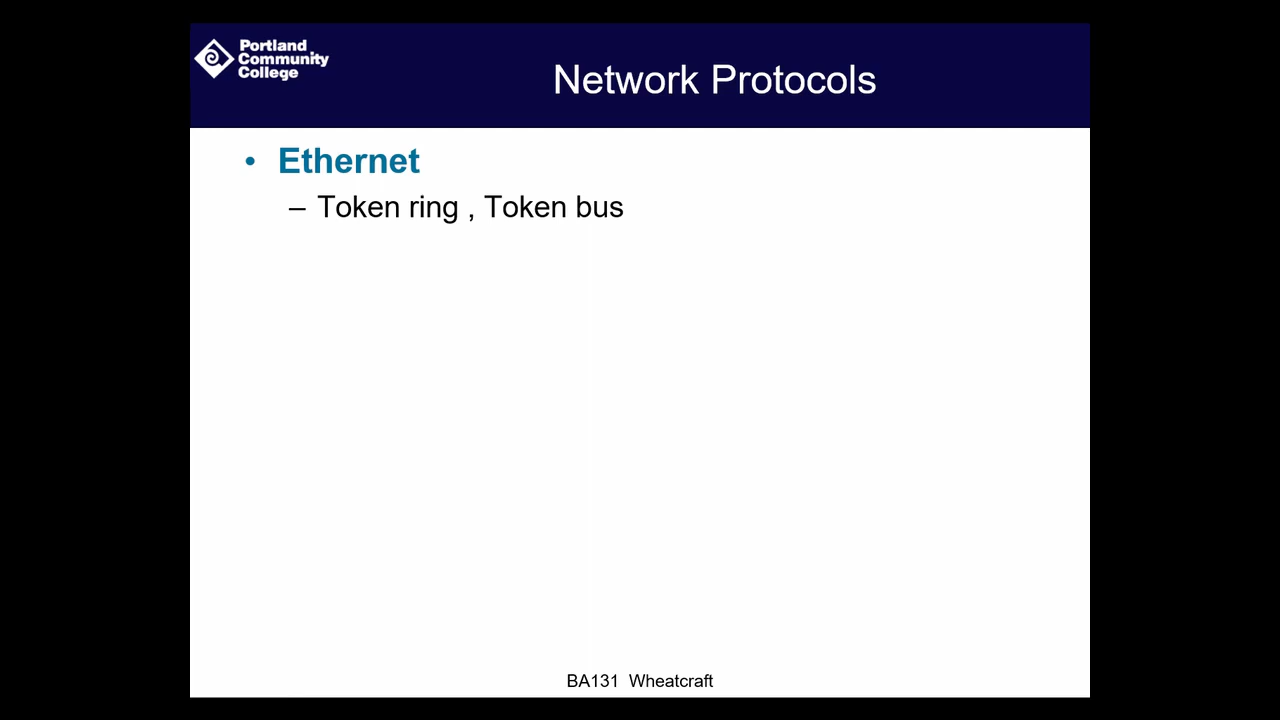 Portland
Community
College
Network Protocols
• Ethernet
– Token ring , Token bus
BA131 Wheatcraft